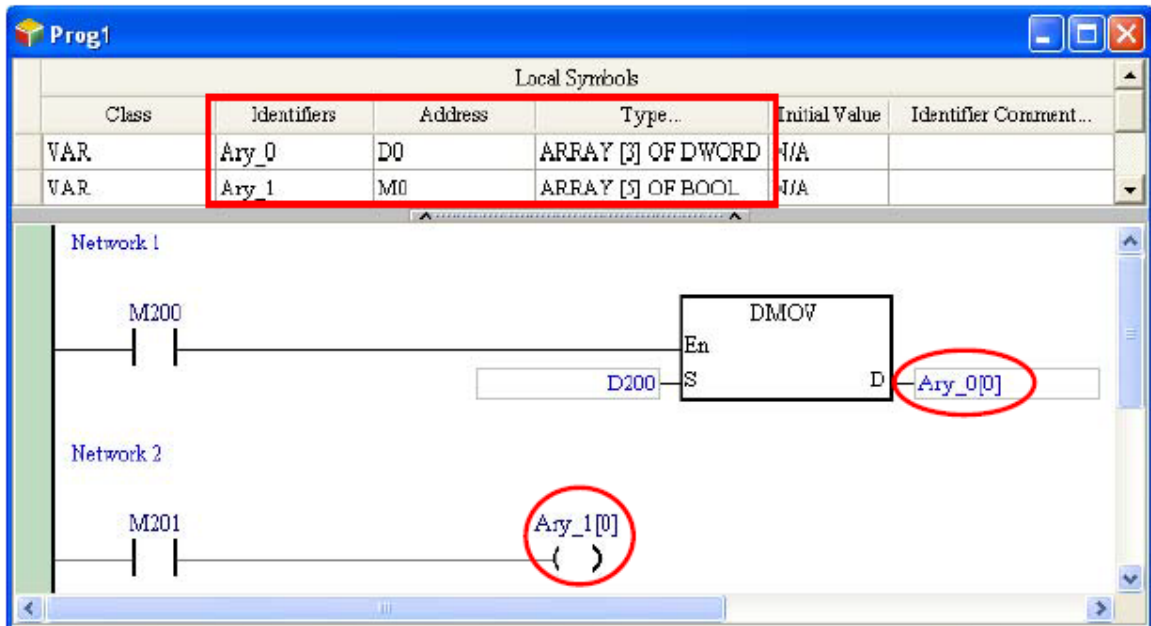 Prog1
Local Symbols
Class Identifiers Address Type... Initial Value Identifier Comment...
VAR Ary_0 D0 ARRAY [3] OF DWORD N/A
VAR Ary_1 M0 ARRAY [5] OF BOOL N/A
Network 1
M200
DMOV
En
D200 S D Ary_0[0]
Network 2
M201 Ary_1[0]